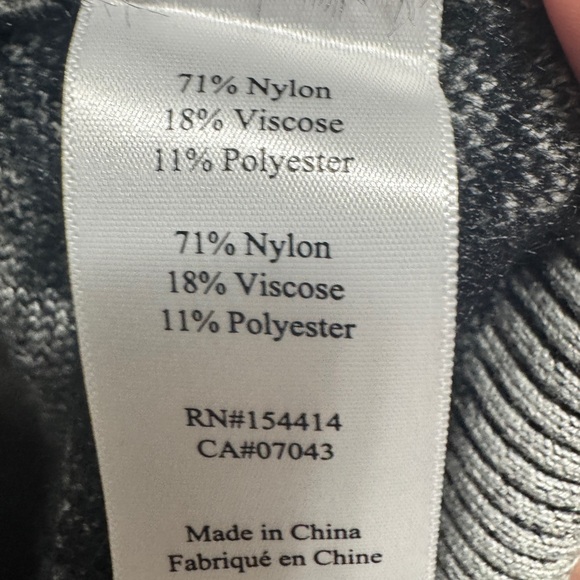 71% Nylon
18% Viscose
11% Polyester
71% Nylon
18% Viscose
11% Polyester
RN#154414
CA#07043
Made in China
Fabriqué en Chine